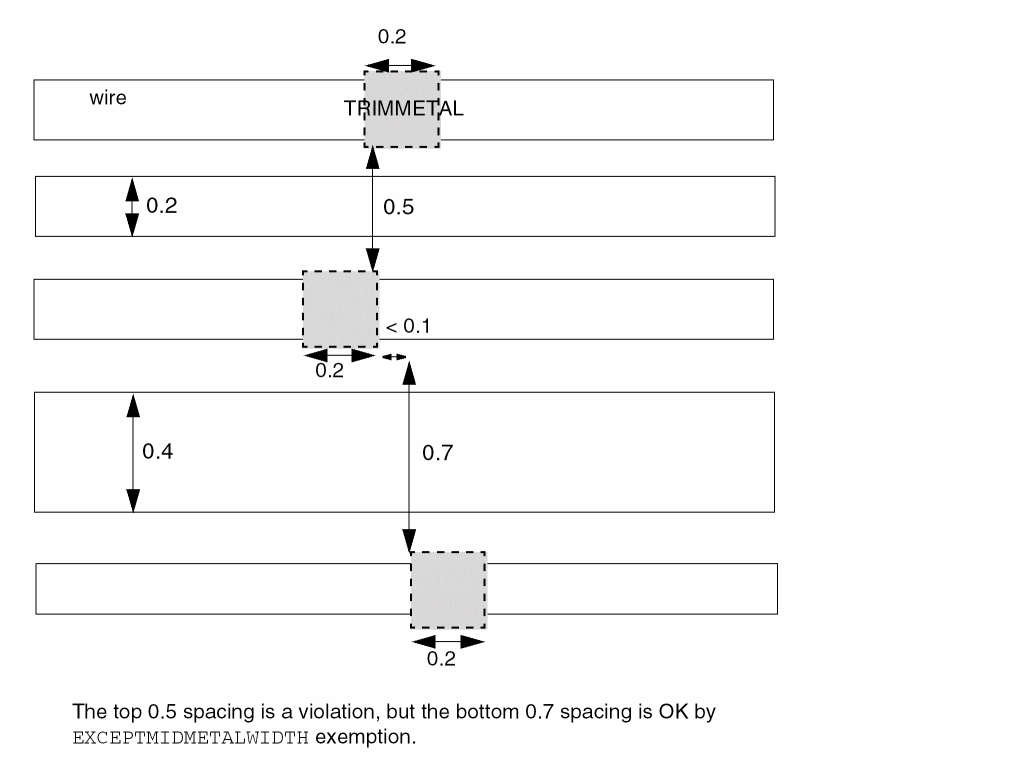 0.2
wire
TRIMMETAL
0.2
0.5
< 0.1
0.2
0.4
0.7
0.2
The top 0.5 spacing is a violation, but the bottom 0.7 spacing is OK by
EXCEPTMIDMETALWIDTH exemption.